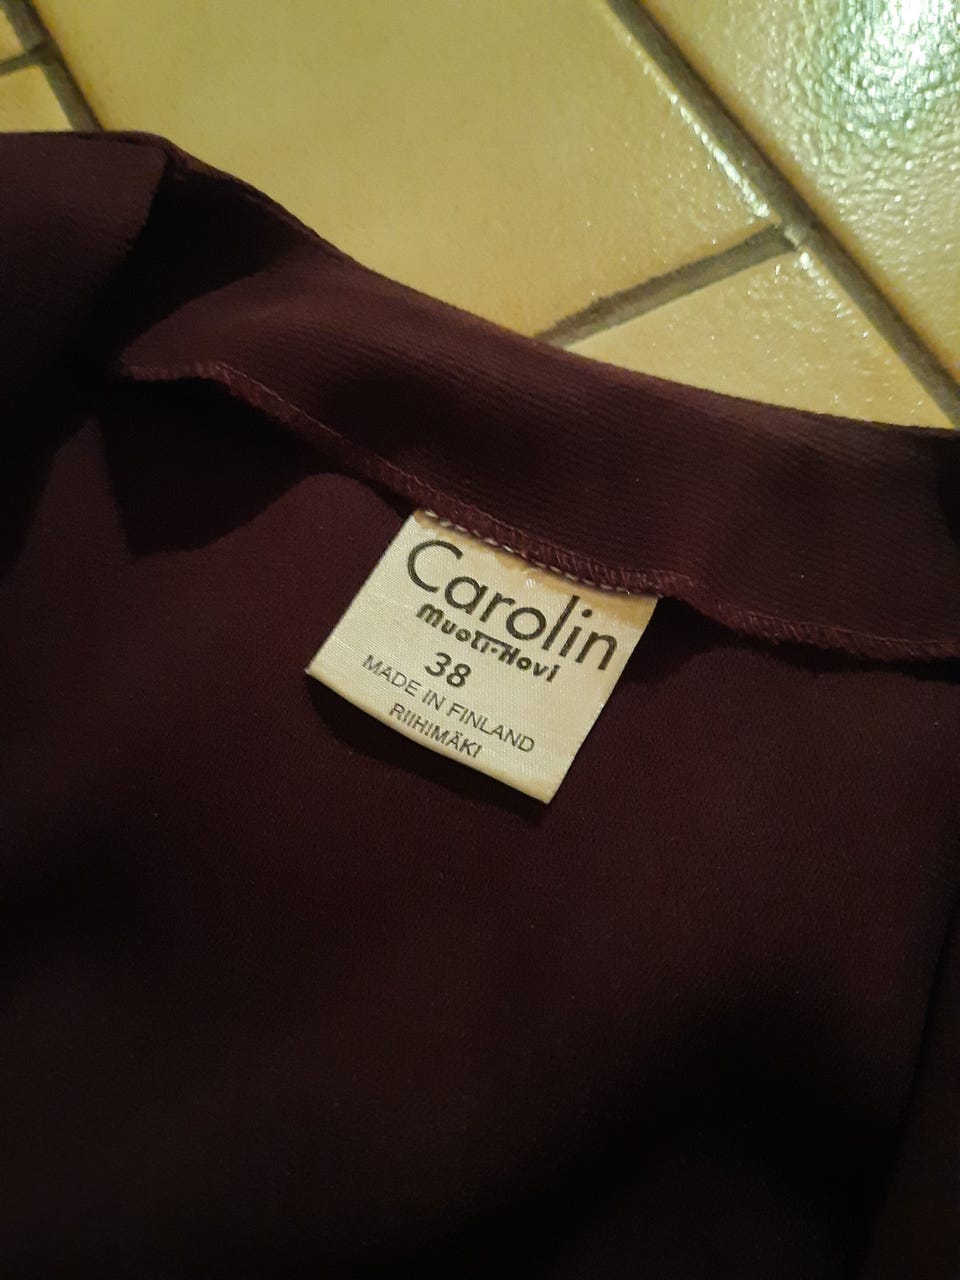 Carolin
Muoti-Hovi
38
MADE IN FINLAND
RIIHIMÄKI